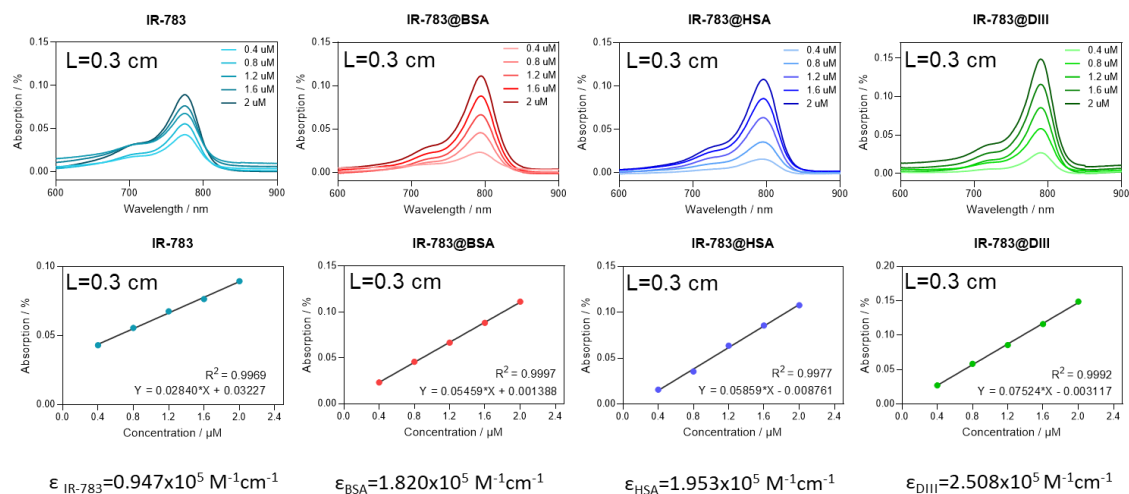 IR-783
IR-783@BSA
IR-783@HSA
IR-783@DIII
L=0.3 cm
0.4 uM
0.8 uM
1.2 uM
1.6 uM
2 uM
0.15
0.10
0.05
0.00
Absorption / %
600 700 800 900
Wavelength / nm
L=0.3 cm
0.4 uM
0.8 uM
1.2 uM
1.6 uM
2 uM
0.15
0.10
0.05
0.00
Absorption / %
600 700 800 900
Wavelength / nm
L=0.3 cm
0.4 uM
0.8 uM
1.2 uM
1.6 uM
2 uM
0.15
0.10
0.05
0.00
Absorption / %
600 700 800 900
Wavelength / nm
L=0.3 cm
0.4 uM
0.8 uM
1.2 uM
1.6 uM
2 uM
0.15
0.10
0.05
0.00
Absorption / %
600 700 800 900
Wavelength / nm
IR-783
IR-783@BSA
IR-783@HSA
IR-783@DIII
L=0.3 cm
0.10
0.05
0.00
Absorption / %
R² = 0.9969
Y = 0.02840*X + 0.03227
0.0 0.4 0.8 1.2 1.6 2.0 2.4
Concentration / μM
L=0.3 cm
0.15
0.10
0.05
0.00
Absorption / %
R² = 0.9997
Y = 0.05459*X + 0.001388
0.0 0.4 0.8 1.2 1.6 2.0 2.4
Concentration / μM
L=0.3 cm
0.15
0.10
0.05
0.00
Absorption / %
R² = 0.9977
Y = 0.05859*X - 0.008761
0.0 0.4 0.8 1.2 1.6 2.0 2.4
Concentration / μM
L=0.3 cm
0.20
0.15
0.10
0.05
0.00
Absorption / %
R² = 0.9992
Y = 0.07524*X - 0.003117
0.0 0.4 0.8 1.2 1.6 2.0 2.4
Concentration / μM
ε IR-783=0.947x10⁵ M⁻¹cm⁻¹
εBSA=1.820x10⁵ M⁻¹cm⁻¹
εHSA=1.953x10⁵ M⁻¹cm⁻¹
εDIII=2.508x10⁵ M⁻¹cm⁻¹